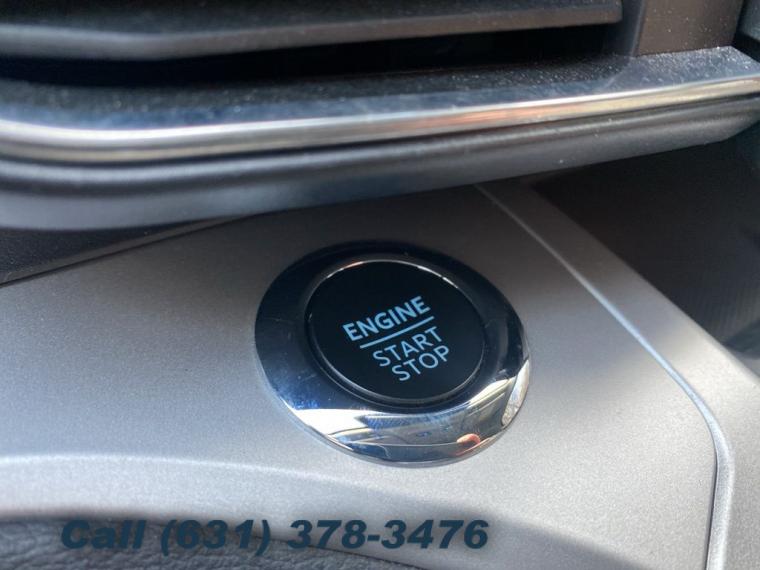 ENGINE
START
STOP
Call (631) 378-3476